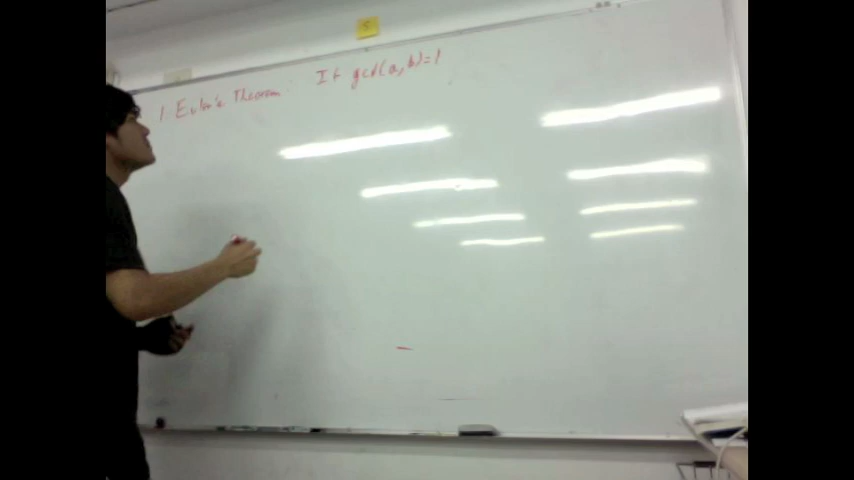 1. Euler's Theorem: If gcd(a, b)=1